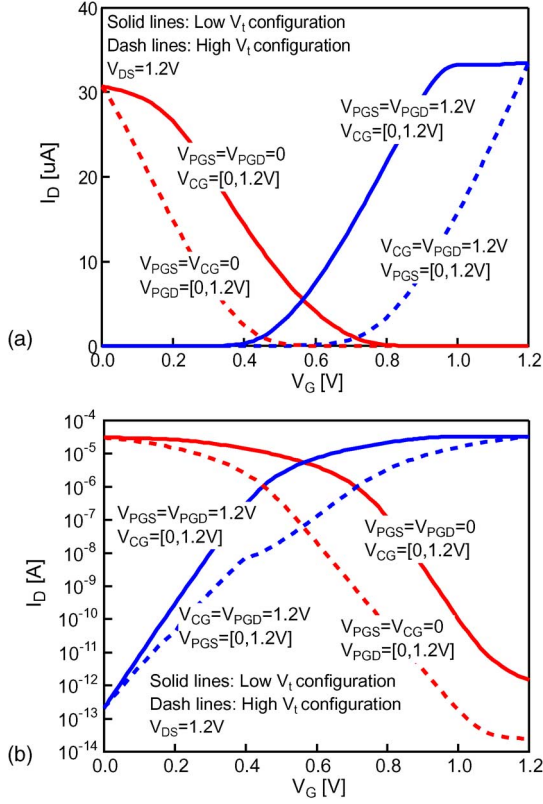 Solid lines: Low Vt configuration
Dash lines: High Vt configuration
VDS=1.2V
40
30
20
10
0
ID [uA]
VPGS=VPGD=1.2V
VCG=[0,1.2V]
VPGS=VPGD=0
VCG=[0,1.2V]
VCG=VPGD=1.2V
VPGS=[0,1.2V]
VPGS=VCG=0
VPGD=[0,1.2V]
(a)
0.0 0.2 0.4 0.6 0.8 1.0 1.2
VG [V]
10-4
10-5
10-6
10-7
10-8
10-9
10-10
10-11
10-12
10-13
10-14
ID [A]
VPGS=VPGD=1.2V
VCG=[0,1.2V]
VPGS=VPGD=0
VCG=[0,1.2V]
VCG=VPGD=1.2V
VPGS=[0,1.2V]
VPGS=VCG=0
VPGD=[0,1.2V]
Solid lines: Low Vt configuration
Dash lines: High Vt configuration
VDS=1.2V
(b)
0.0 0.2 0.4 0.6 0.8 1.0 1.2
VG [V]